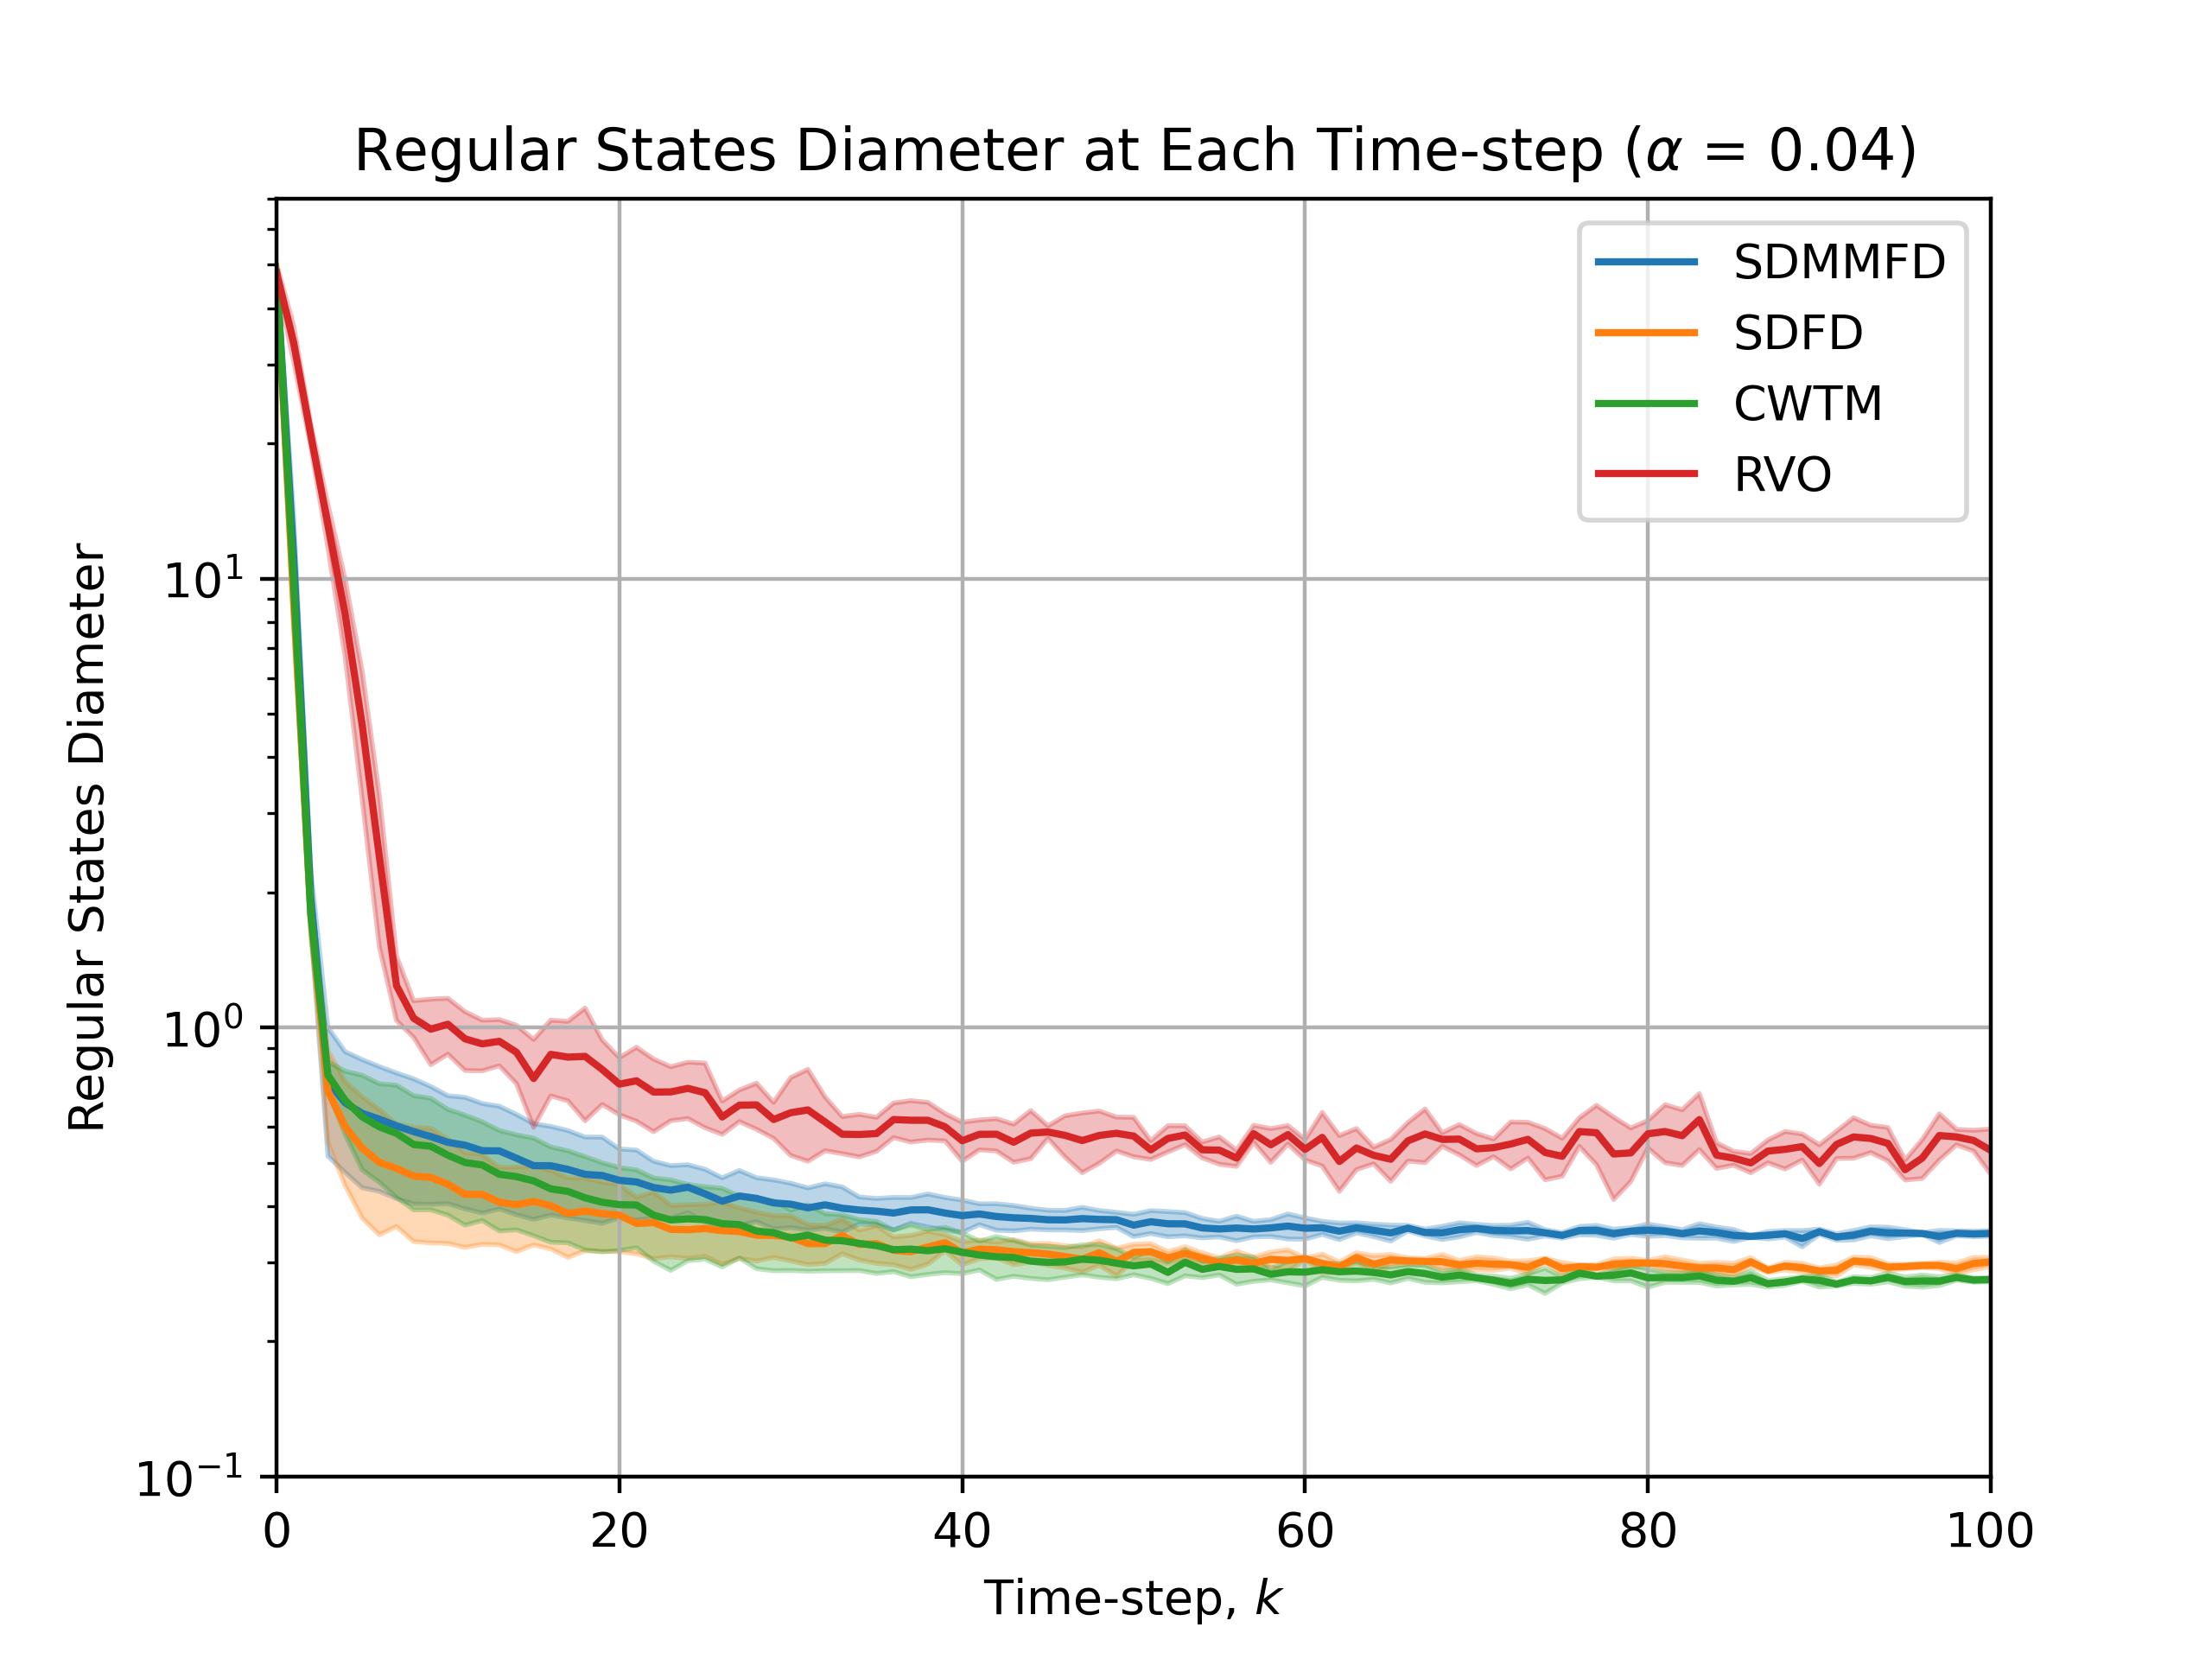 Regular States Diameter at Each Time-step (α = 0.04)
SDMMFD
SDFD
CWTM
RVO
Regular States Diameter
10¹
10⁰
10⁻¹
0 20 40 60 80 100
Time-step, k